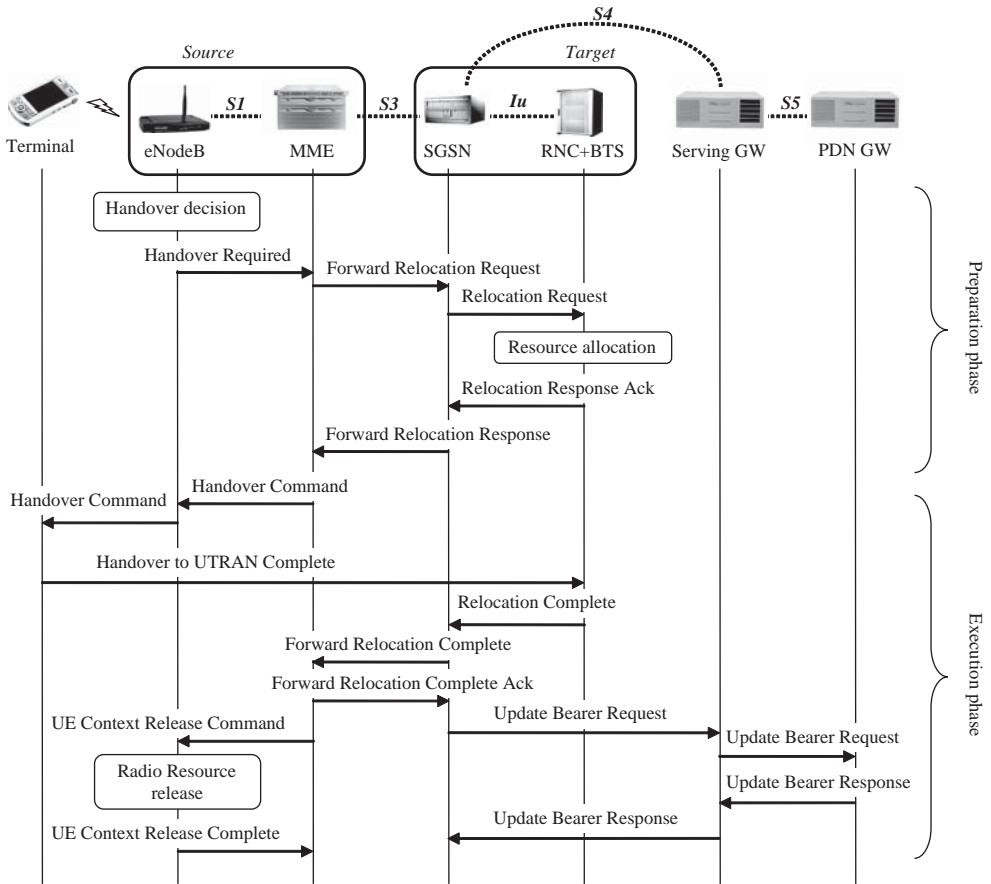 S4
Source
Target
S1
S3
Iu
S5
Terminal
eNodeB
MME
SGSN
RNC+BTS
Serving GW
PDN GW
Handover decision
Handover Required
Forward Relocation Request
Relocation Request
Resource allocation
Relocation Response Ack
Forward Relocation Response
Preparation phase
Handover Command
Handover Command
Handover to UTRAN Complete
Relocation Complete
Forward Relocation Complete
Forward Relocation Complete Ack
UE Context Release Command
Update Bearer Request
Update Bearer Request
Radio Resource
release
Update Bearer Response
Update Bearer Response
UE Context Release Complete
Execution phase